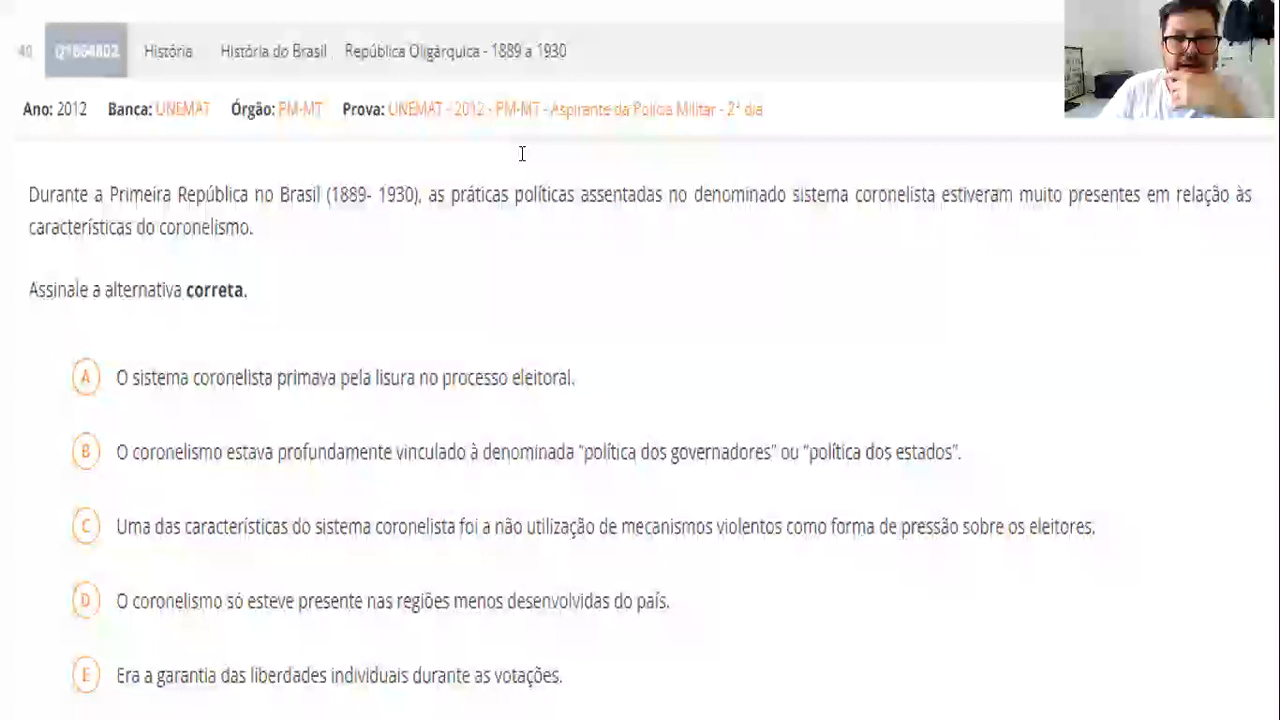 40 Q1664802 História História do Brasil República Oligárquica - 1889 a 1930
Ano: 2012 Banca: UNEMAT Órgão: PM-MT Prova: UNEMAT - 2012 - PM-MT - Aspirante da Polícia Militar - 2° dia
Durante a Primeira República no Brasil (1889- 1930), as práticas políticas assentadas no denominado sistema coronelista estiveram muito presentes em relação às
características do coronelismo.
Assinale a alternativa correta.
A O sistema coronelista primava pela lisura no processo eleitoral.
B O coronelismo estava profundamente vinculado à denominada “política dos governadores” ou “política dos estados”.
C Uma das características do sistema coronelista foi a não utilização de mecanismos violentos como forma de pressão sobre os eleitores.
D O coronelismo só esteve presente nas regiões menos desenvolvidas do país.
E Era a garantia das liberdades individuais durante as votações.